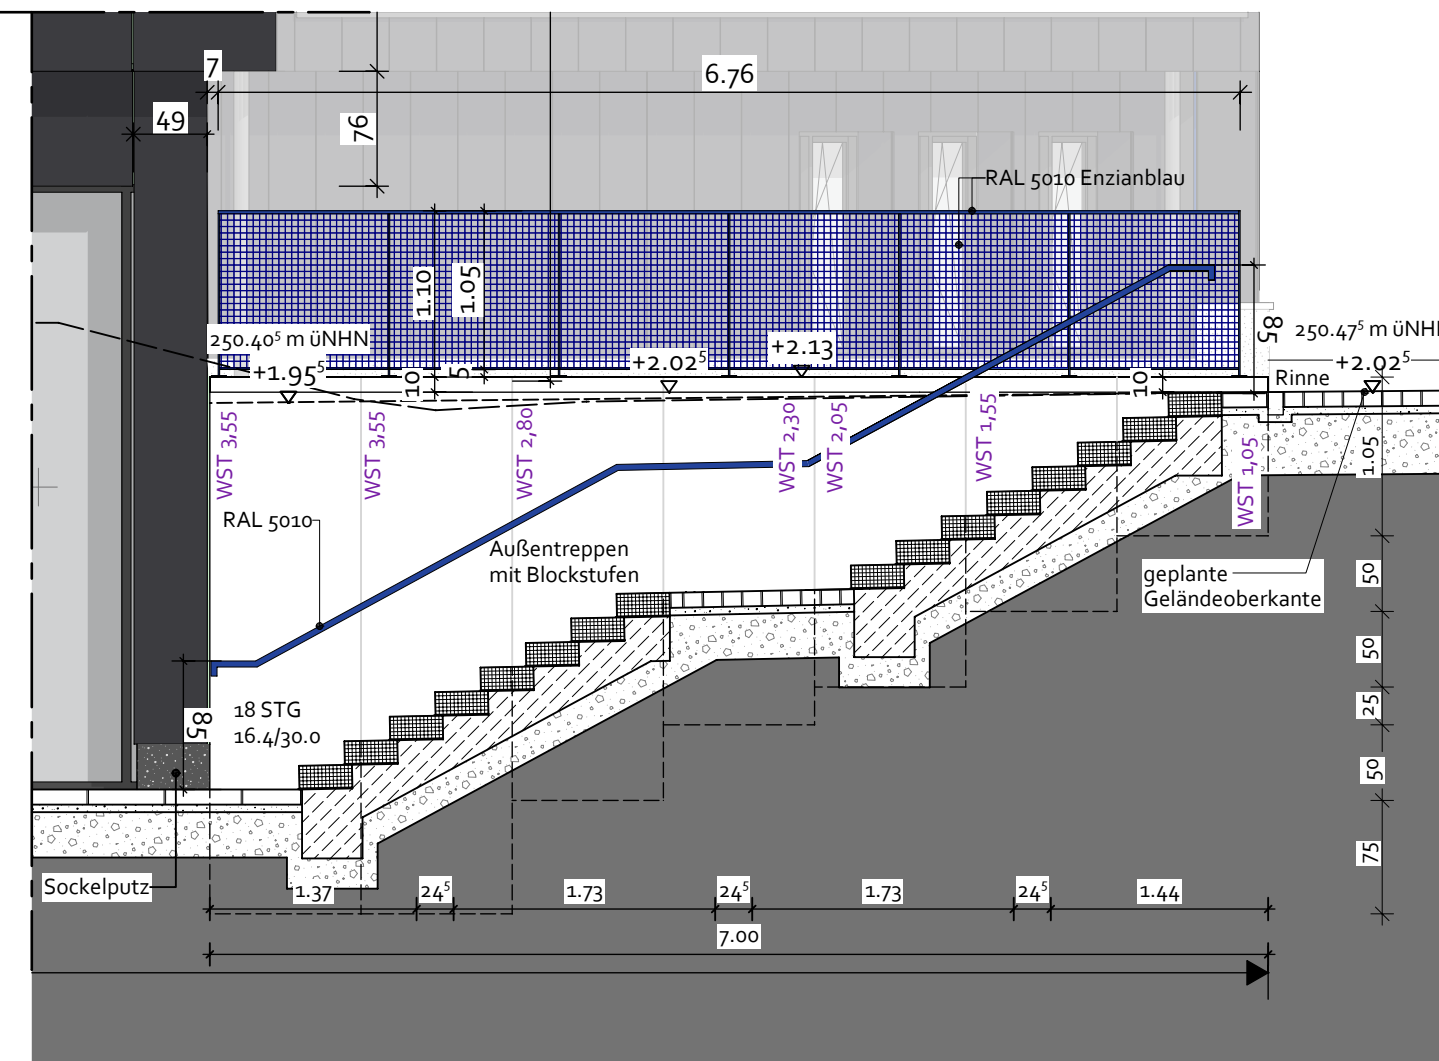 7
6.76
49
76
RAL 5010 Enzianblau
1.10
1.05
250.40⁵ m üNHN
+1.95⁵
10
5
+2.02⁵
+2.13
85
250.47⁵ m üNHN
+2.02⁵
10
Rinne
WST 3,55
WST 3,55
WST 2,80
WST 2,30
WST 2,05
WST 1,55
WST 1,05
1.05
RAL 5010
Außentreppen
mit Blockstufen
geplante
Geländeoberkante
50
50
25
50
75
85
18 STG
16.4/30.0
Sockelputz
1.37
24⁵
1.73
24⁵
1.73
24⁵
1.44
7.00